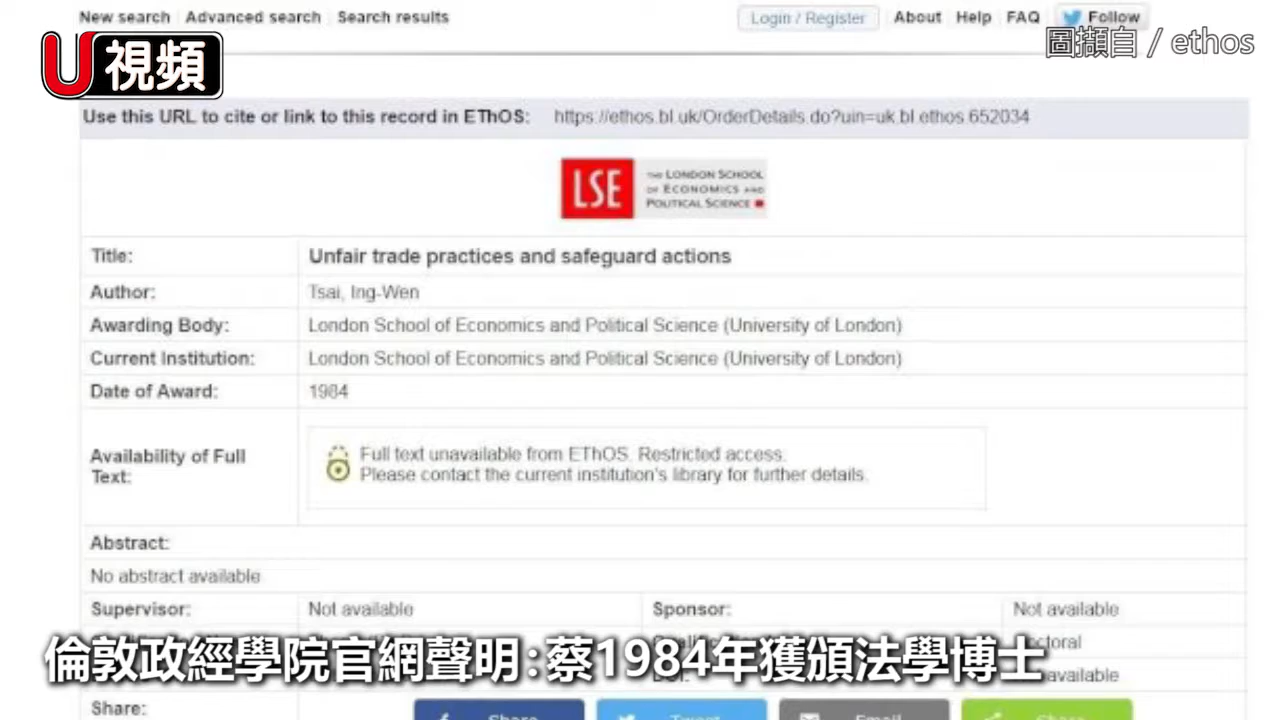 New search Advanced search Search results Login / Register About Help FAQ Follow
圖擷自 / ethos
U視頻
Use this URL to cite or link to this record in EThOS: https://ethos.bl.uk/OrderDetails.do?uin=uk.bl.ethos.652034
LSE THE LONDON SCHOOL
OF ECONOMICS AND
POLITICAL SCIENCE
Title: Unfair trade practices and safeguard actions
Author: Tsai, Ing-Wen
Awarding Body: London School of Economics and Political Science (University of London)
Current Institution: London School of Economics and Political Science (University of London)
Date of Award: 1984
Availability of Full
Text:
Full text unavailable from EThOS. Restricted access.
Please contact the current institution's library for further details.
Abstract:
No abstract available
Supervisor: Not available Sponsor: Not available
倫敦政經學院官網聲明:蔡1984年獲頒法學博士
available
Share:
Share Tweet Email Share